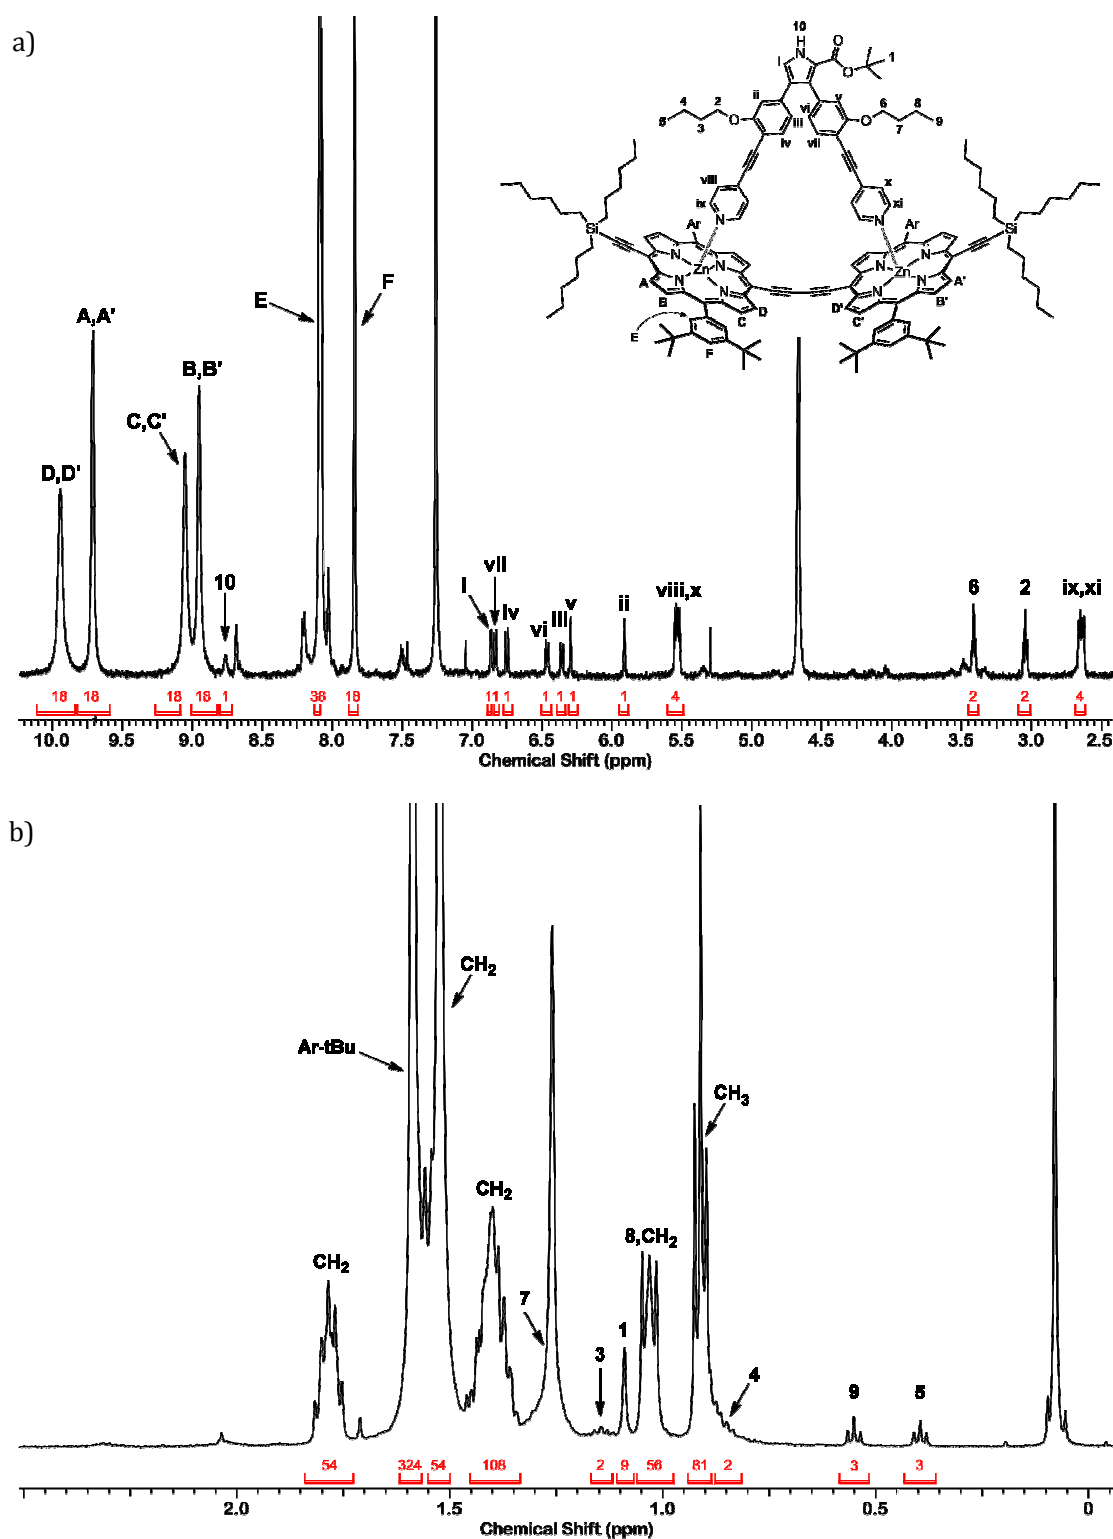 a)
10
H
N
O
O
1
I
4
2
5
3
O
ii
iii
iv
v
vi
vii
O
6
8
7
9
viii
ix
N
x
xi
N
Si
Ar
Ar
Si
N
N
Zn
N
N
N
N
Zn
N
N
A
B
C
D
D'
C'
B'
A'
E
F
D,D'
A,A'
C,C'
B,B'
10
E
F
I
vii
iv
vi
iii
v
ii
viii,x
6
2
ix,xi
18 18 18 18 1 36 18 1 1 1 1 1 1 1 4 2 2 4
10.0 9.5 9.0 8.5 8.0 7.5 7.0 6.5 6.0 5.5 5.0 4.5 4.0 3.5 3.0 2.5
Chemical Shift (ppm)
b)
CH2
Ar-tBu
CH2
CH2
7
3
1
8,CH2
CH3
4
9
5
54 324 54 108 2 9 56 81 2 3 3
2.0 1.5 1.0 0.5 0
Chemical Shift (ppm)